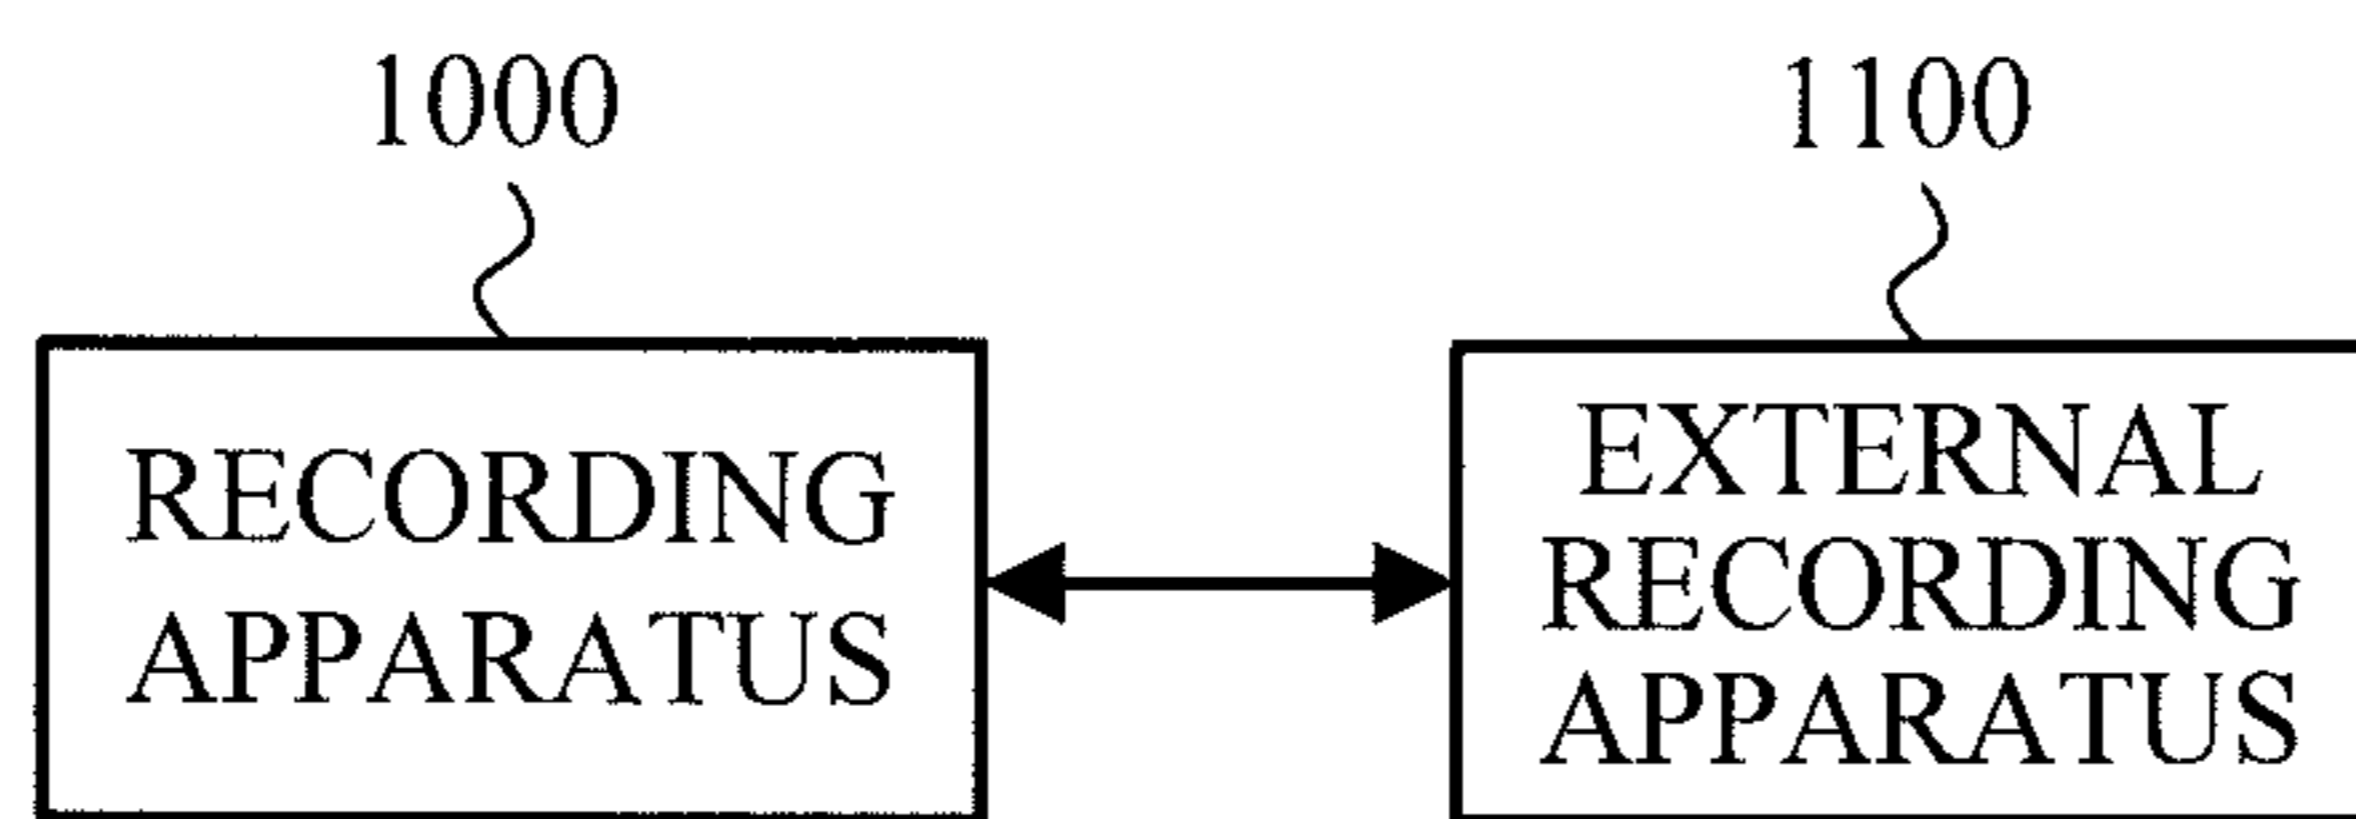 1000
RECORDING
APPARATUS
1100
EXTERNAL
RECORDING
APPARATUS